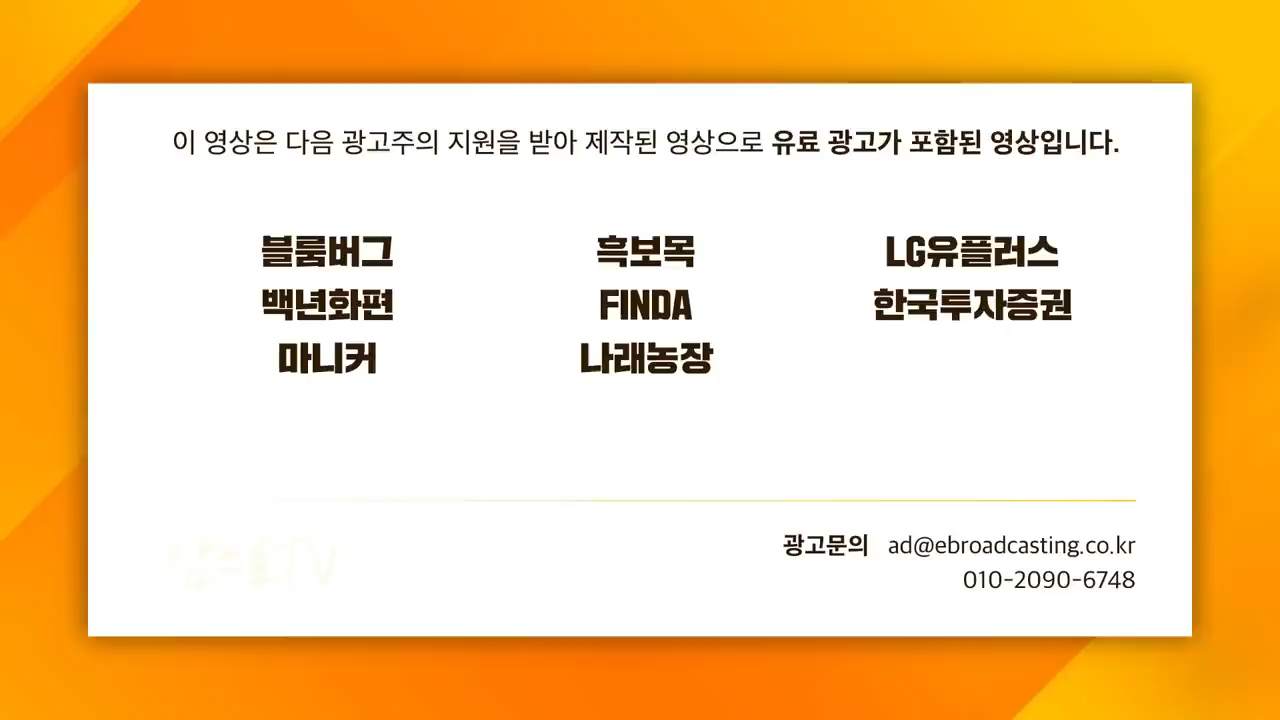 이 영상은 다음 광고주의 지원을 받아 제작된 영상으로 유료 광고가 포함된 영상입니다.
블룸버그 흑보목 LG유플러스
백년화편 FINDA 한국투자증권
마니커 나래농장
광고문의 ad@ebroadcasting.co.kr
010-2090-6748